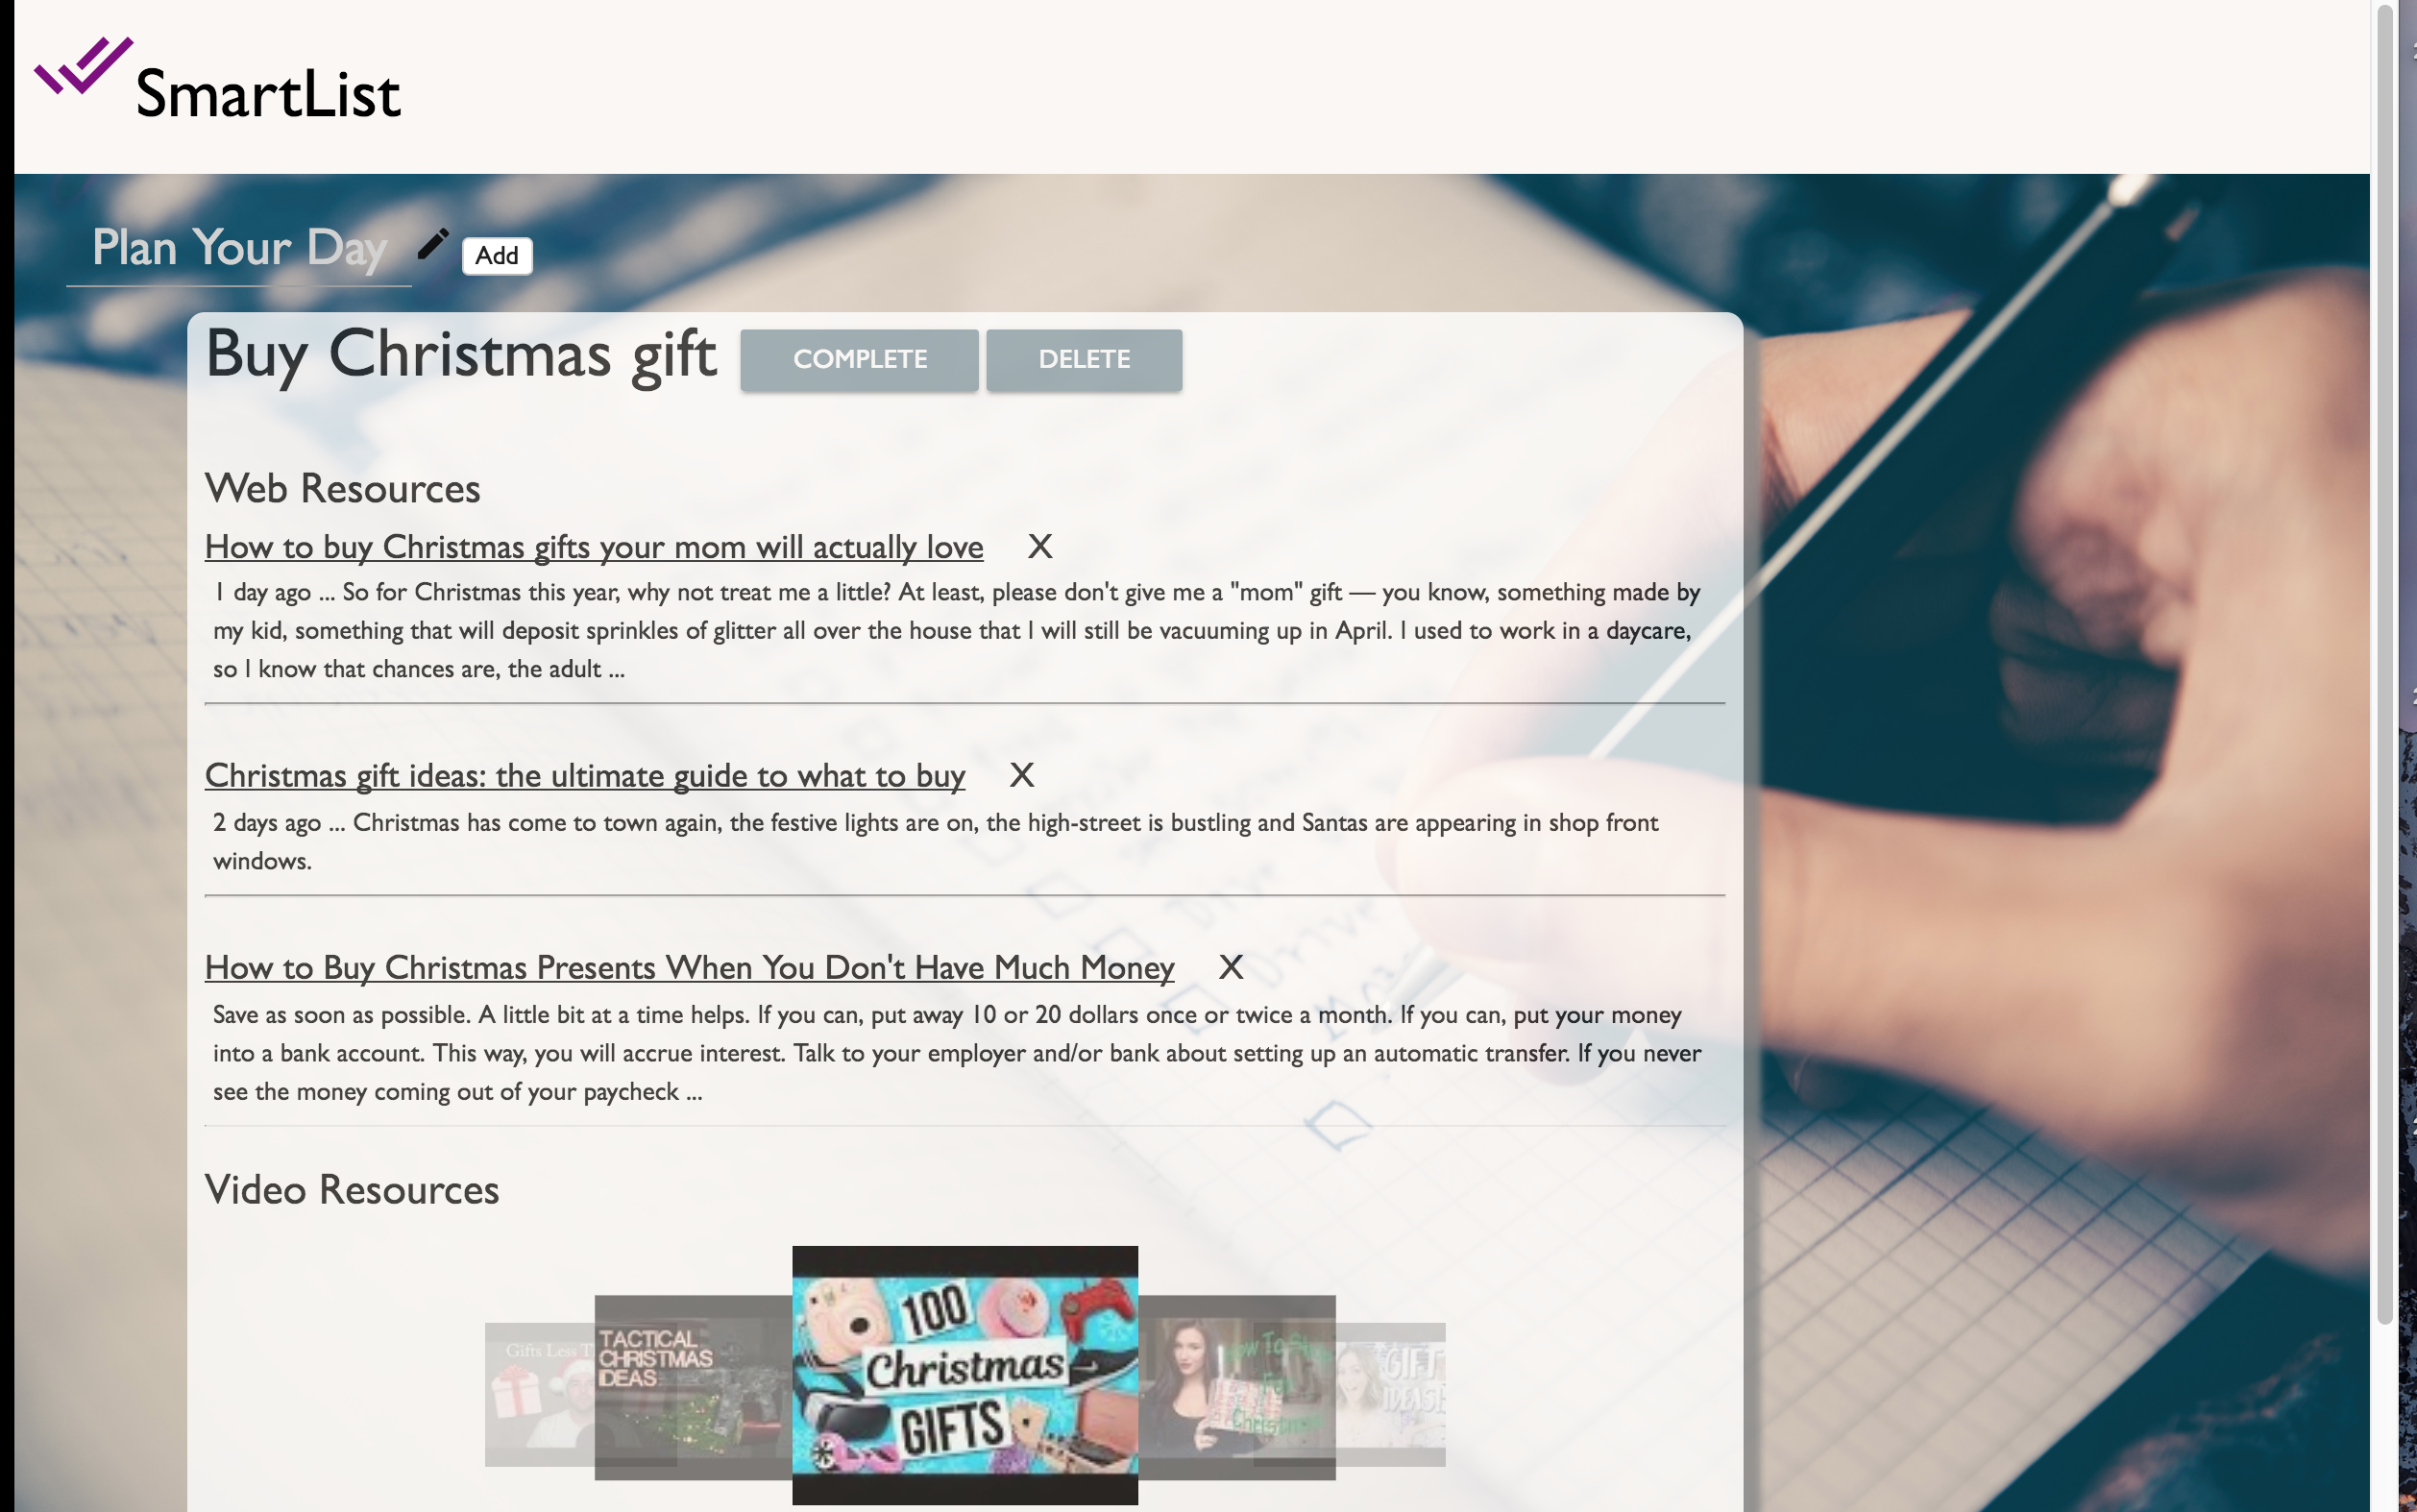 SmartList
Plan Your Day
Add
Buy Christmas gift
COMPLETE
DELETE
Web Resources
How to buy Christmas gifts your mom will actually love X
1 day ago ... So for Christmas this year, why not treat me a little? At least, please don't give me a "mom" gift — you know, something made by
my kid, something that will deposit sprinkles of glitter all over the house that I will still be vacuuming up in April. I used to work in a daycare,
so I know that chances are, the adult ...
Christmas gift ideas: the ultimate guide to what to buy X
2 days ago ... Christmas has come to town again, the festive lights are on, the high-street is bustling and Santas are appearing in shop front
windows.
How to Buy Christmas Presents When You Don't Have Much Money X
Save as soon as possible. A little bit at a time helps. If you can, put away 10 or 20 dollars once or twice a month. If you can, put your money
into a bank account. This way, you will accrue interest. Talk to your employer and/or bank about setting up an automatic transfer. If you never
see the money coming out of your paycheck ...
Drive
Drive
Video Resources
Gifts Less T
TACTICAL
CHRISTMAS
IDEAS
100
Christmas
GIFTS
How To
For
Christmas
GIFT
IDEAS